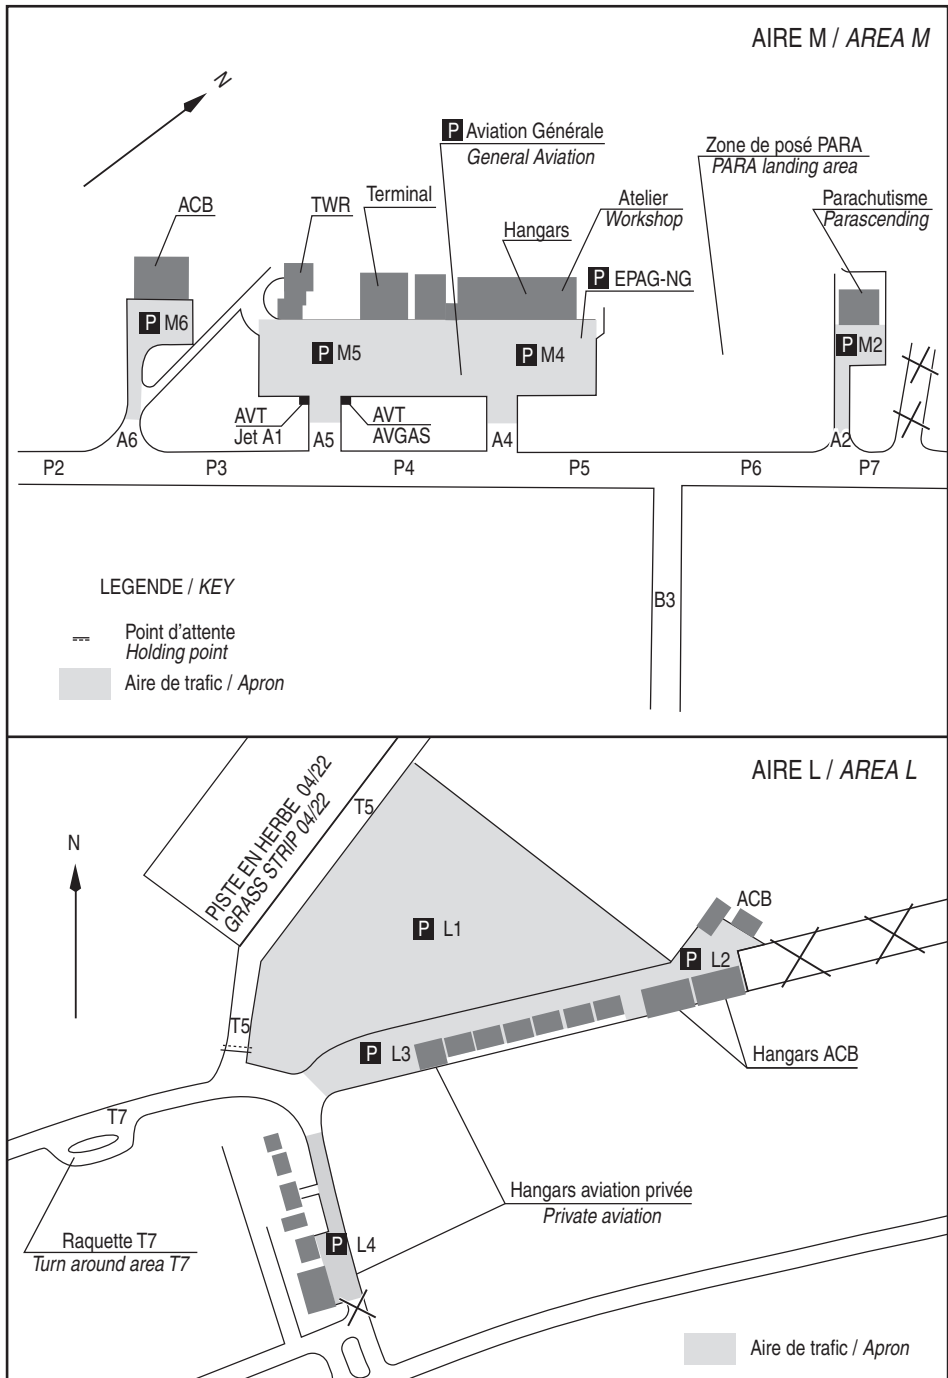 AIRE M / AREA M
N
P Aviation Générale
General Aviation
Zone de posé PARA
PARA landing area
ACB
TWR
Terminal
Hangars
Atelier
Workshop
Parachutisme
Parascending
P EPAG-NG
P M6
P M5
P M4
P M2
AVT
Jet A1
AVT
AVGAS
A6
A5
A4
A2
P2
P3
P4
P5
P6
P7
B3
LEGENDE / KEY
Point d'attente
Holding point
Aire de trafic / Apron
AIRE L / AREA L
N
PISTE EN HERBE 04/22
GRASS STRIP 04/22
T5
P L1
ACB
P L2
T5
P L3
Hangars ACB
T7
Hangars aviation privée
Private aviation
Raquette T7
Turn around area T7
P L4
Aire de trafic / Apron